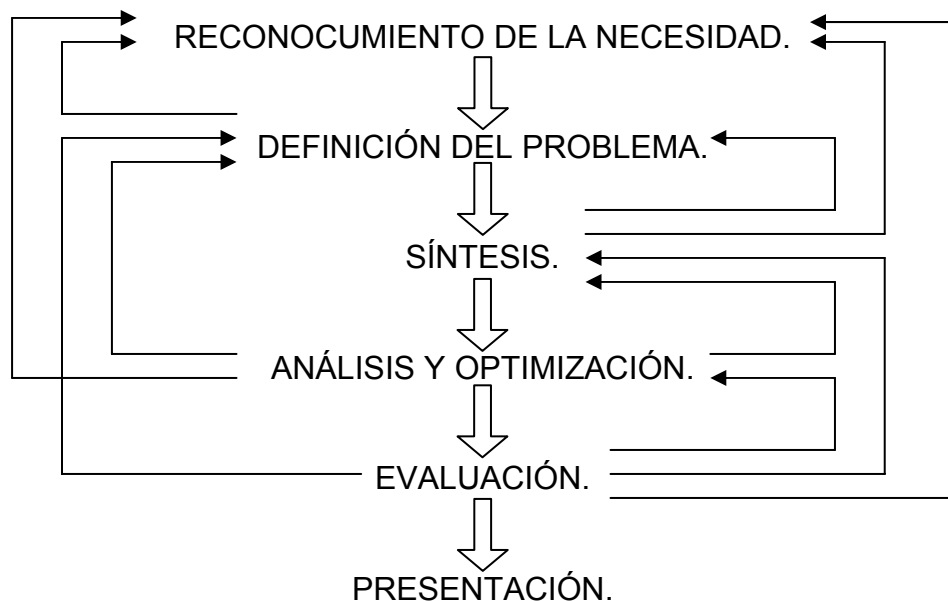 RECONOCUMIENTO DE LA NECESIDAD.
DEFINICIÓN DEL PROBLEMA.
SÍNTESIS.
ANÁLISIS Y OPTIMIZACIÓN.
EVALUACIÓN.
PRESENTACIÓN.